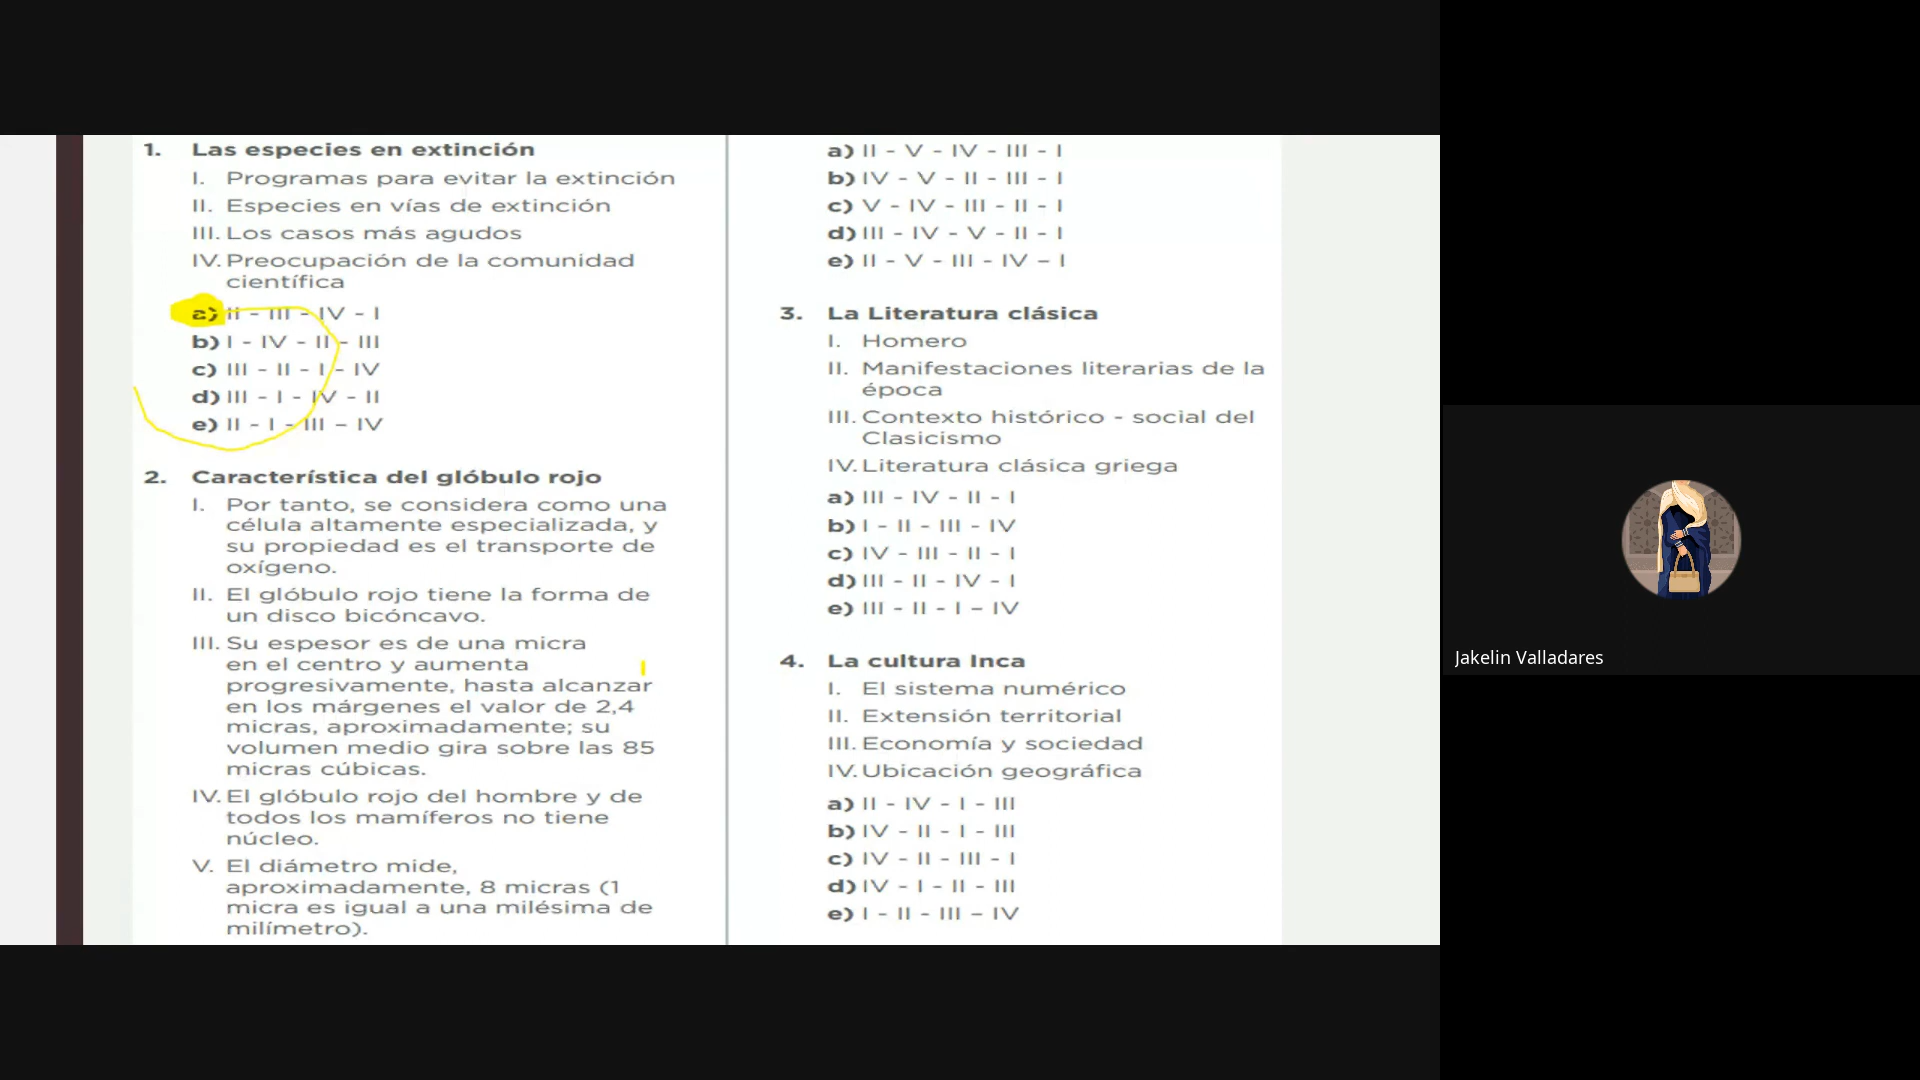 1. Las especies en extinción
I. Programas para evitar la extinción
II. Especies en vías de extinción
III. Los casos más agudos
IV. Preocupación de la comunidad
científica
a) II - III - IV - I
b) I - IV - II - III
c) III - II - I - IV
d) III - I - IV - II
e) II - I - III – IV
2. Característica del glóbulo rojo
I. Por tanto, se considera como una
célula altamente especializada, y
su propiedad es el transporte de
oxígeno.
II. El glóbulo rojo tiene la forma de
un disco bicóncavo.
III. Su espesor es de una micra
en el centro y aumenta
progresivamente, hasta alcanzar
en los márgenes el valor de 2,4
micras, aproximadamente; su
volumen medio gira sobre las 85
micras cúbicas.
IV. El glóbulo rojo del hombre y de
todos los mamíferos no tiene
núcleo.
V. El diámetro mide,
aproximadamente, 8 micras (1
micra es igual a una milésima de
milímetro).
a) II - V - IV - III - I
b) IV - V - II - III - I
c) V - IV - III - II - I
d) III - IV - V - II - I
e) II - V - III - IV – I
3. La Literatura clásica
I. Homero
II. Manifestaciones literarias de la
época
III. Contexto histórico - social del
Clasicismo
IV. Literatura clásica griega
a) III - IV - II - I
b) I - II - III - IV
c) IV - III - II - I
d) III - II - IV - I
e) III - II - I – IV
4. La cultura Inca
I. El sistema numérico
II. Extensión territorial
III. Economía y sociedad
IV. Ubicación geográfica
a) II - IV - I - III
b) IV - II - I - III
c) IV - II - III - I
d) IV - I - II - III
e) I - II - III – IV
Jakelin Valladares